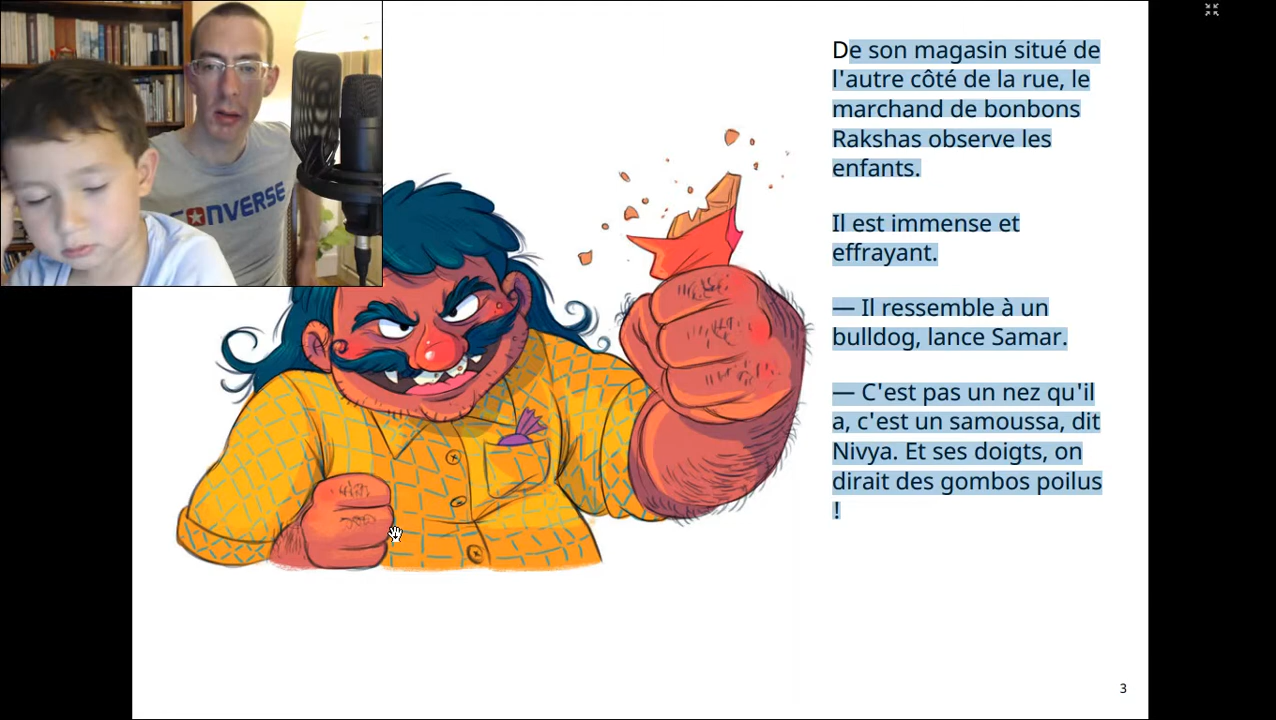 CONVERSE
De son magasin situé de
l'autre côté de la rue, le
marchand de bonbons
Rakshas observe les
enfants.
Il est immense et
effrayant.
— Il ressemble à un
bulldog, lance Samar.
— C'est pas un nez qu'il
a, c'est un samoussa, dit
Nivya. Et ses doigts, on
dirait des gombos poilus
!
3